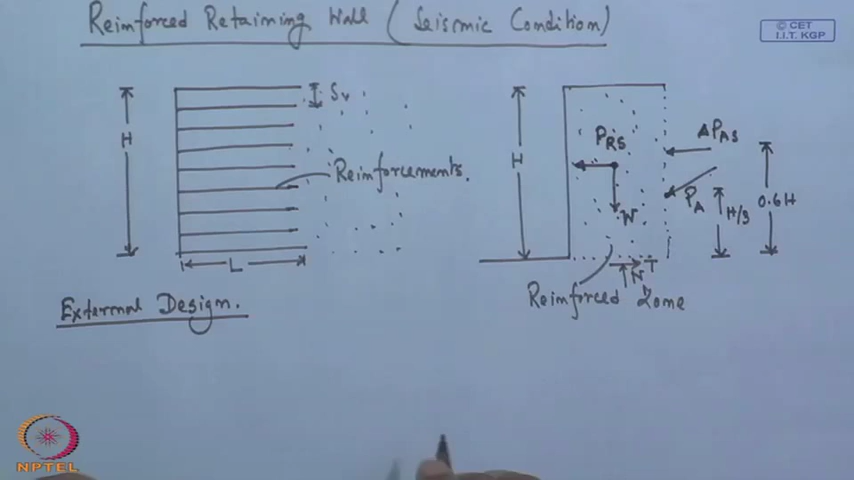 Reinforced Retaining Wall (Seismic Condition)
© CET
I.I.T. KGP
H
Sv
Reinforcements.
L
External Design.
H
PRS
W
ΔPAS
PA
H/3
0.6H
T
N
Reinforced Zone
NPTEL